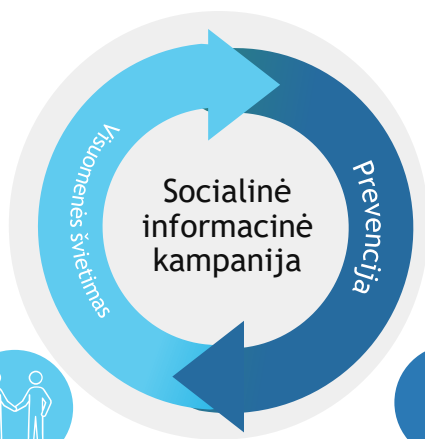 Visuomenės švietimas
Socialinė
informacinė
kampanija
Prevencija